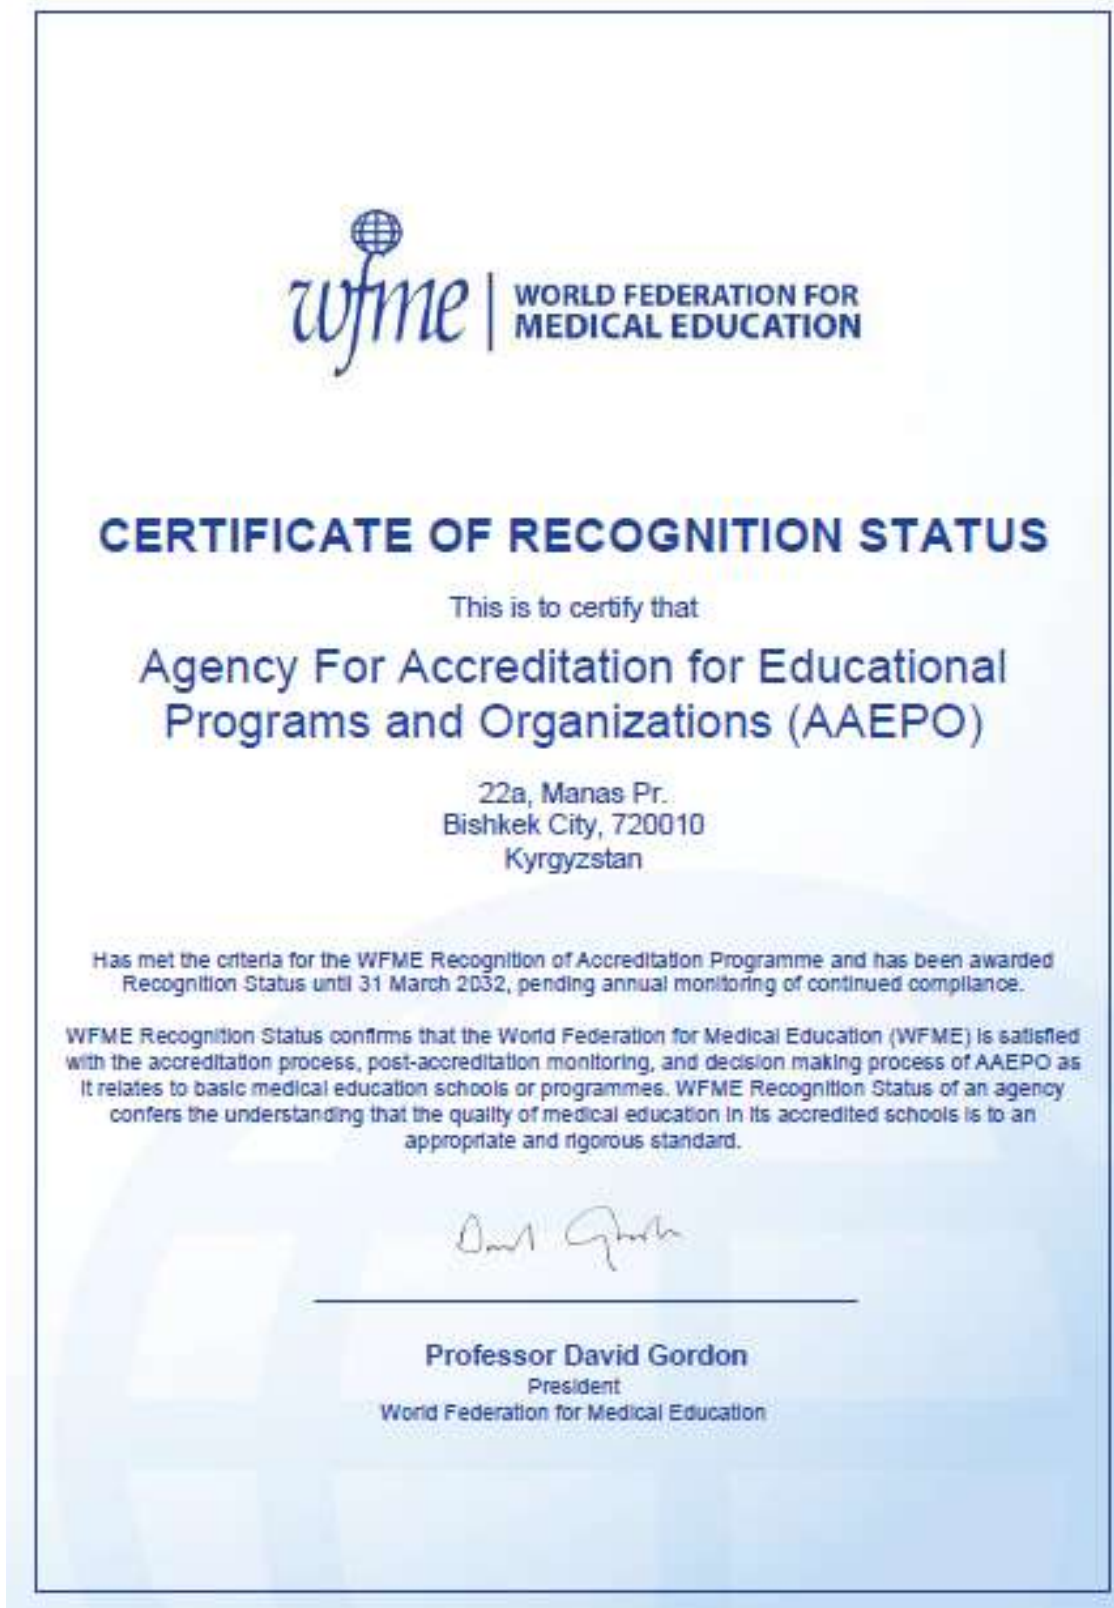 wfme
WORLD FEDERATION FOR
MEDICAL EDUCATION
CERTIFICATE OF RECOGNITION STATUS
This is to certify that
Agency For Accreditation for Educational
Programs and Organizations (AAEPO)
22a, Manas Pr.
Bishkek City, 720010
Kyrgyzstan
Has met the criteria for the WFME Recognition of Accreditation Programme and has been awarded
Recognition Status until 31 March 2032, pending annual monitoring of continued compliance.
WFME Recognition Status confirms that the World Federation for Medical Education (WFME) is satisfied
with the accreditation process, post-accreditation monitoring, and decision making process of AAEPO as
it relates to basic medical education schools or programmes. WFME Recognition Status of an agency
confers the understanding that the quality of medical education in its accredited schools is to an
appropriate and rigorous standard.
David Gordon
Professor David Gordon
President
World Federation for Medical Education